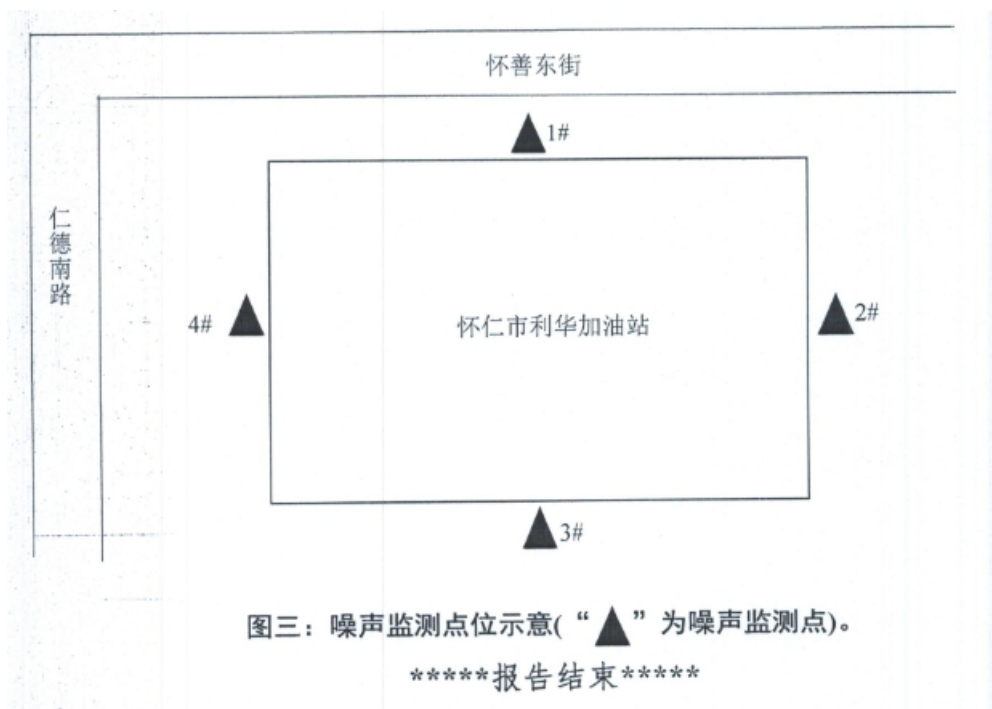 怀善东街
1#
仁德南路
4#
怀仁市利华加油站
2#
3#
图三：噪声监测点位示意(“▲”为噪声监测点)。
*****报告结束*****